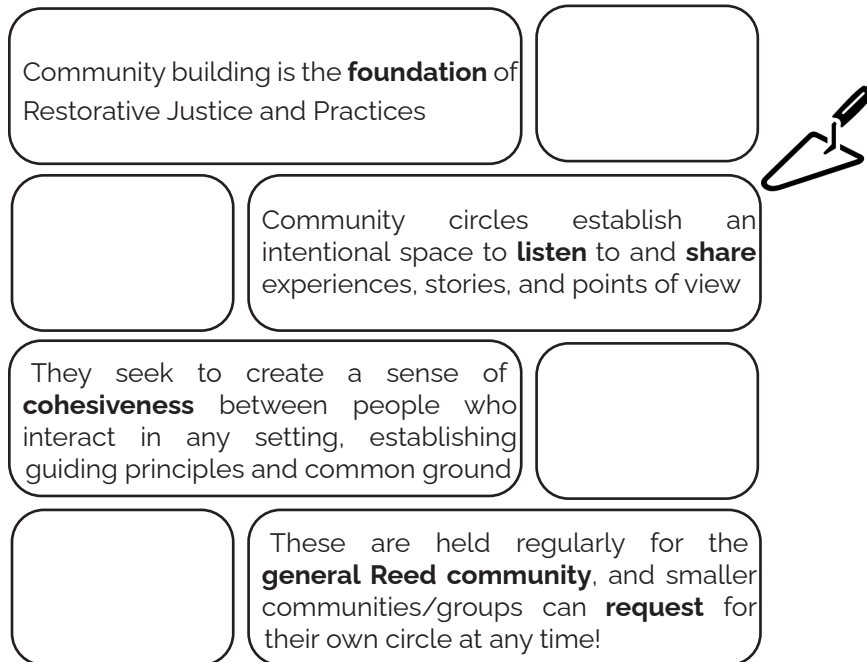 Community building is the foundation of
Restorative Justice and Practices
Community circles establish an
intentional space to listen to and share
experiences, stories, and points of view
They seek to create a sense of
cohesiveness between people who
interact in any setting, establishing
guiding principles and common ground
These are held regularly for the
general Reed community, and smaller
communities/groups can request for
their own circle at any time!